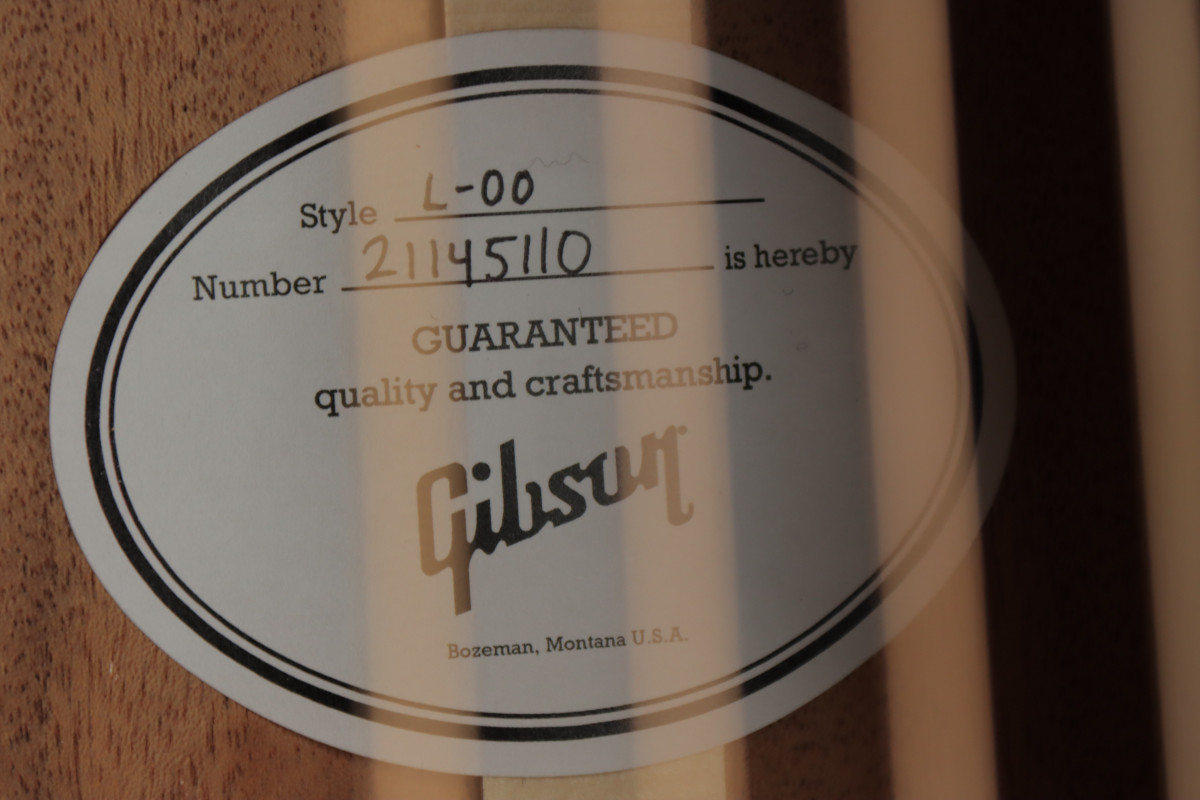 Style L-00
Number 21145110 is hereby
GUARANTEED
quality and craftsmanship.
Gibson
Bozeman, Montana U.S.A.